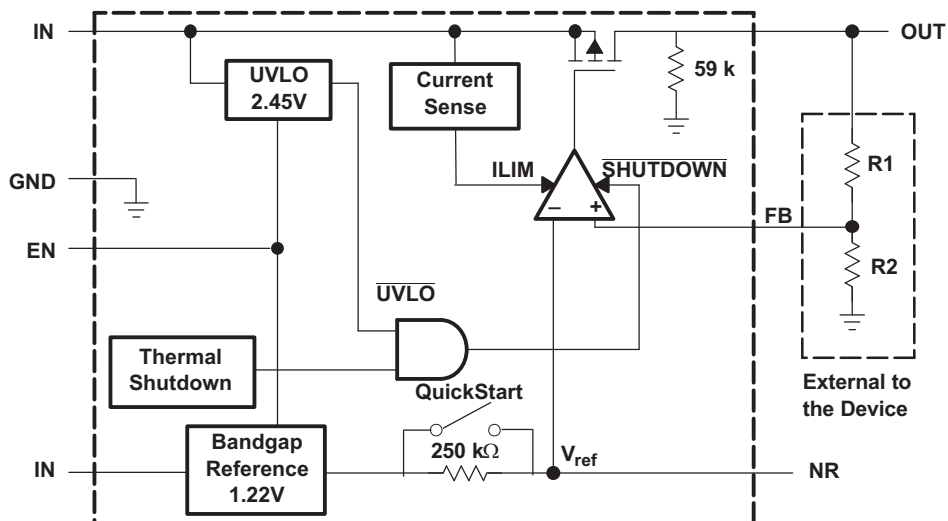 IN
OUT
UVLO
2.45V
Current
Sense
59 k
GND
ILIM
SHUTDOWN
R1
− +
FB
EN
R2
UVLO
Thermal
Shutdown
QuickStart
External to
the Device
IN
Bandgap
Reference
1.22V
250 kΩ
Vref
NR